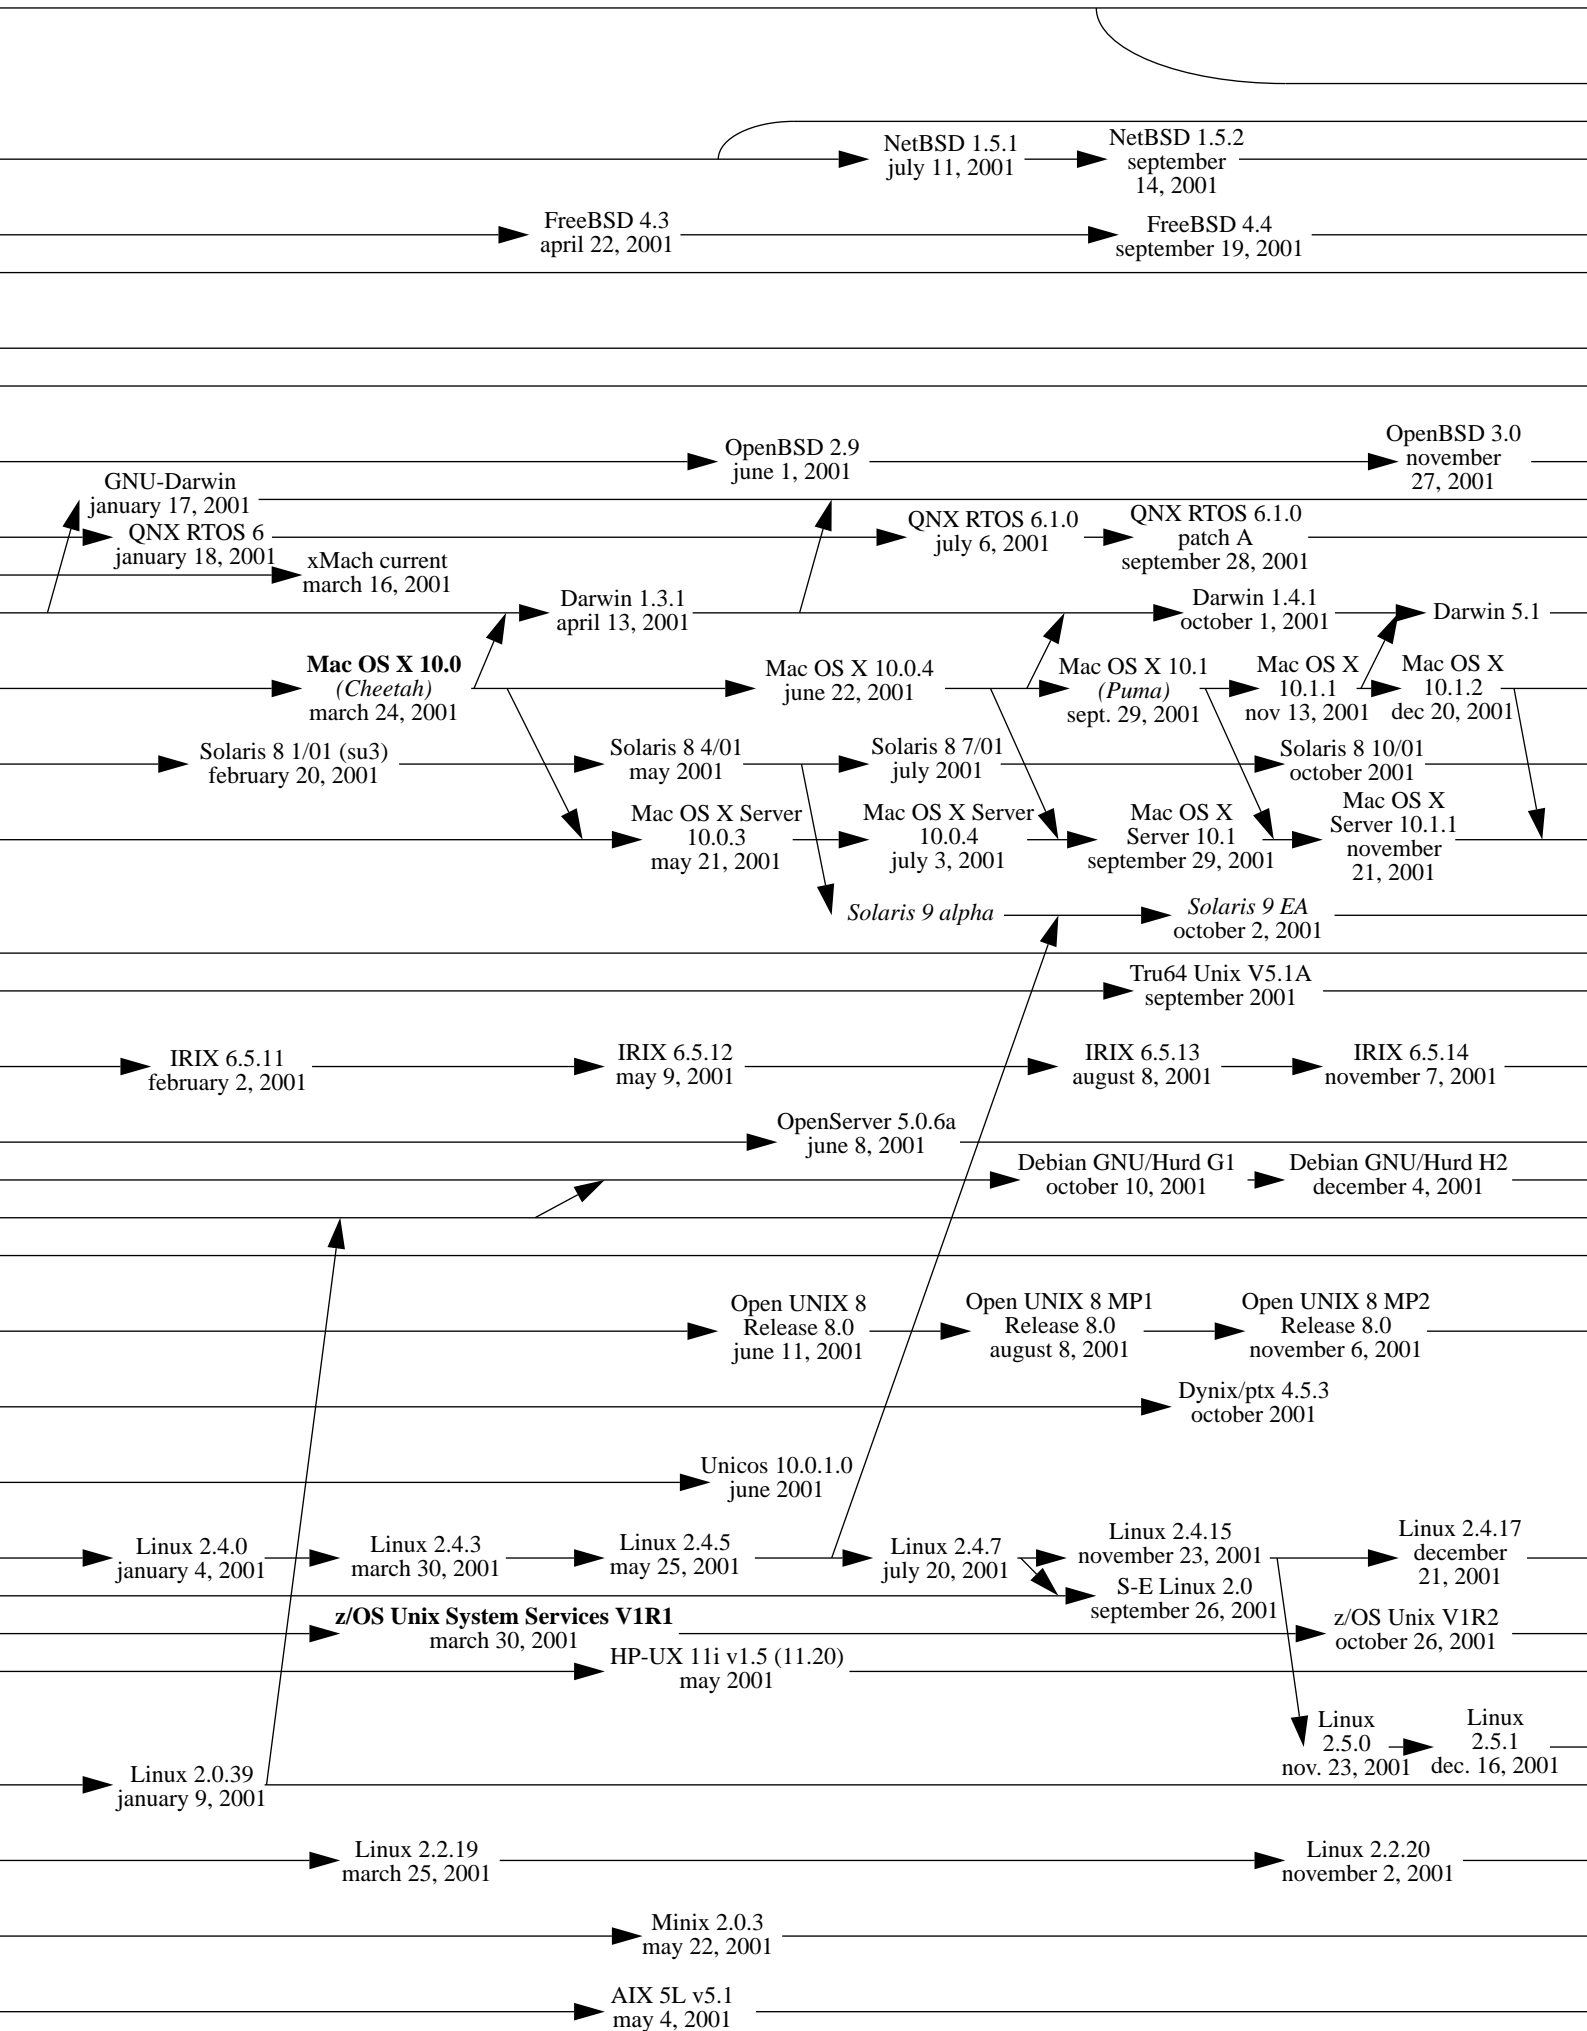 NetBSD 1.5.1
july 11, 2001
NetBSD 1.5.2
september
14, 2001
FreeBSD 4.3
april 22, 2001
FreeBSD 4.4
september 19, 2001
OpenBSD 2.9
june 1, 2001
OpenBSD 3.0
november
27, 2001
GNU-Darwin
january 17, 2001
QNX RTOS 6
january 18, 2001
QNX RTOS 6.1.0
july 6, 2001
QNX RTOS 6.1.0
patch A
september 28, 2001
xMach current
march 16, 2001
Darwin 1.3.1
april 13, 2001
Darwin 1.4.1
october 1, 2001
Darwin 5.1
Mac OS X 10.0
(Cheetah)
march 24, 2001
Mac OS X 10.0.4
june 22, 2001
Mac OS X 10.1
(Puma)
sept. 29, 2001
Mac OS X
10.1.1
nov 13, 2001
Mac OS X
10.1.2
dec 20, 2001
Solaris 8 1/01 (su3)
february 20, 2001
Solaris 8 4/01
may 2001
Solaris 8 7/01
july 2001
Solaris 8 10/01
october 2001
Mac OS X Server
10.0.3
may 21, 2001
Mac OS X Server
10.0.4
july 3, 2001
Mac OS X
Server 10.1
september 29, 2001
Mac OS X
Server 10.1.1
november
21, 2001
Solaris 9 alpha
Solaris 9 EA
october 2, 2001
Tru64 Unix V5.1A
september 2001
IRIX 6.5.11
february 2, 2001
IRIX 6.5.12
may 9, 2001
IRIX 6.5.13
august 8, 2001
IRIX 6.5.14
november 7, 2001
OpenServer 5.0.6a
june 8, 2001
Debian GNU/Hurd G1
october 10, 2001
Debian GNU/Hurd H2
december 4, 2001
Open UNIX 8
Release 8.0
june 11, 2001
Open UNIX 8 MP1
Release 8.0
august 8, 2001
Open UNIX 8 MP2
Release 8.0
november 6, 2001
Dynix/ptx 4.5.3
october 2001
Unicos 10.0.1.0
june 2001
Linux 2.4.0
january 4, 2001
Linux 2.4.3
march 30, 2001
Linux 2.4.5
may 25, 2001
Linux 2.4.7
july 20, 2001
Linux 2.4.15
november 23, 2001
Linux 2.4.17
december
21, 2001
S-E Linux 2.0
september 26, 2001
z/OS Unix System Services V1R1
march 30, 2001
z/OS Unix V1R2
october 26, 2001
HP-UX 11i v1.5 (11.20)
may 2001
Linux
2.5.0
nov. 23, 2001
Linux
2.5.1
dec. 16, 2001
Linux 2.0.39
january 9, 2001
Linux 2.2.19
march 25, 2001
Linux 2.2.20
november 2, 2001
Minix 2.0.3
may 22, 2001
AIX 5L v5.1
may 4, 2001